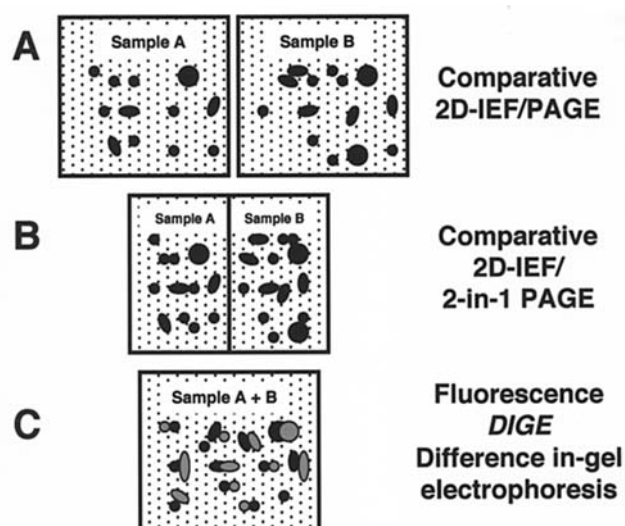 A
Sample A
Sample B
Comparative
2D-IEF/PAGE
B
Sample A
Sample B
Comparative
2D-IEF/
2-in-1 PAGE
C
Sample A + B
Fluorescence
DIGE
Difference in-gel
electrophoresis